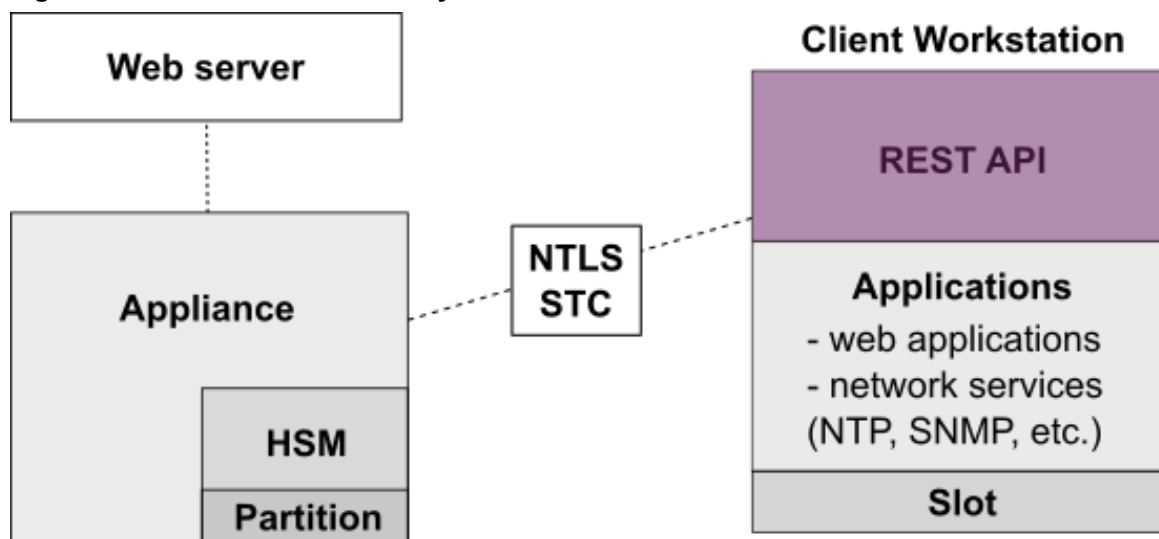 Web server
Client Workstation
REST API
Appliance
NTLS
STC
Applications
- web applications
- network services
(NTP, SNMP, etc.)
HSM
Partition
Slot